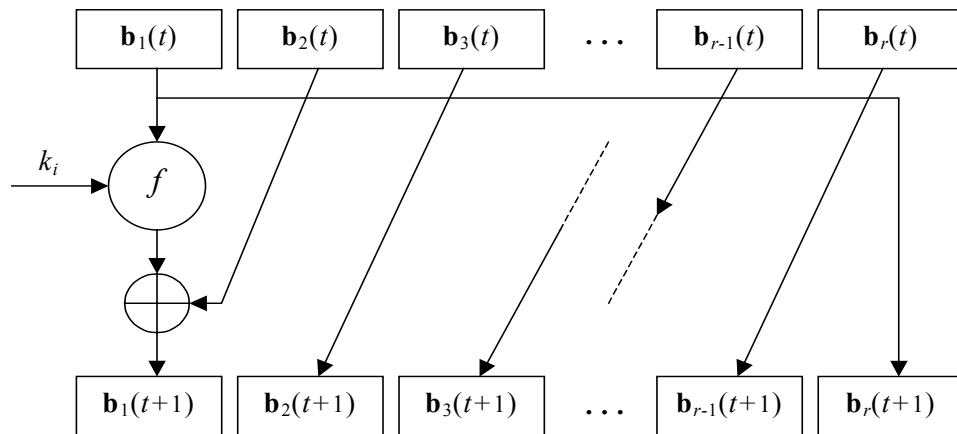 b₁(t) b₂(t) b₃(t) ... bᵣ₋₁(t) bᵣ(t)
kᵢ
f
b₁(t+1) b₂(t+1) b₃(t+1) ... bᵣ₋₁(t+1) bᵣ(t+1)